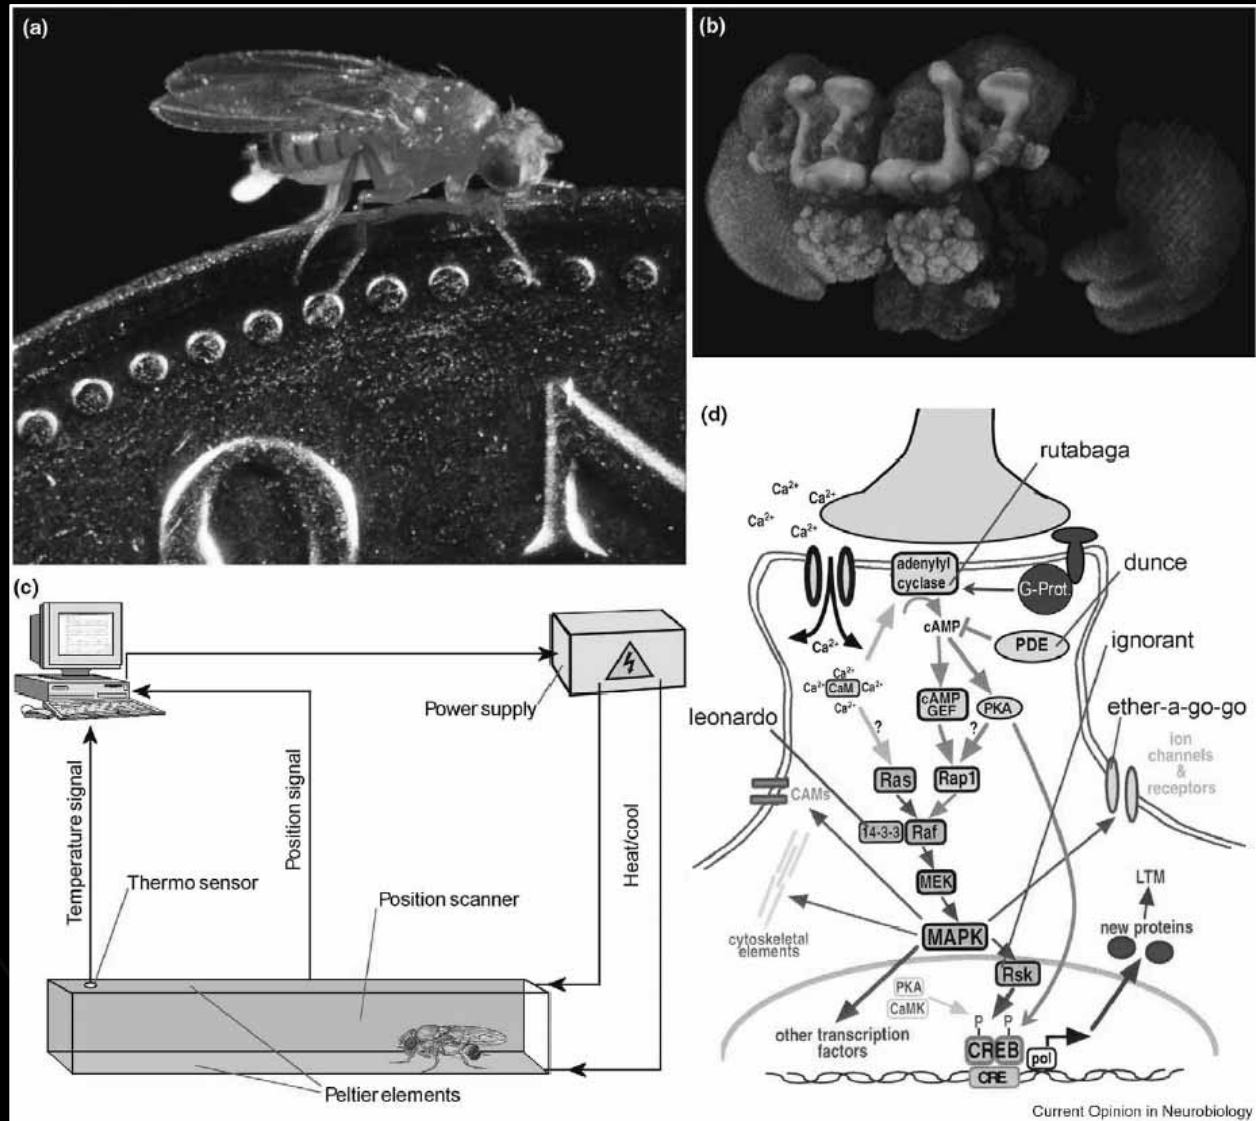 (a)
(b)
(c)
Power supply
Temperature signal
Position signal
Heat/cool
Thermo sensor
Position scanner
Peltier elements
(d)
rutabaga
Ca2+
Ca2+
Ca2+
Ca2+
adenylyl
cyclase
G-Prot.
dunce
cAMP
PDE
ignorant
Ca2+
Ca2+
Ca2+ CaM Ca2+
Ca2+
cAMP
GEF
PKA
leonardo
ether-a-go-go
? ?
ion
channels
&
receptors
Ras
Rap1
CAMs
14-3-3 Raf
MEK
LTM
cytoskeletal
elements
MAPK
new proteins
Rsk
PKA
CaMK
P P
other transcription
factors
CREB
pol
CRE
Current Opinion in Neurobiology